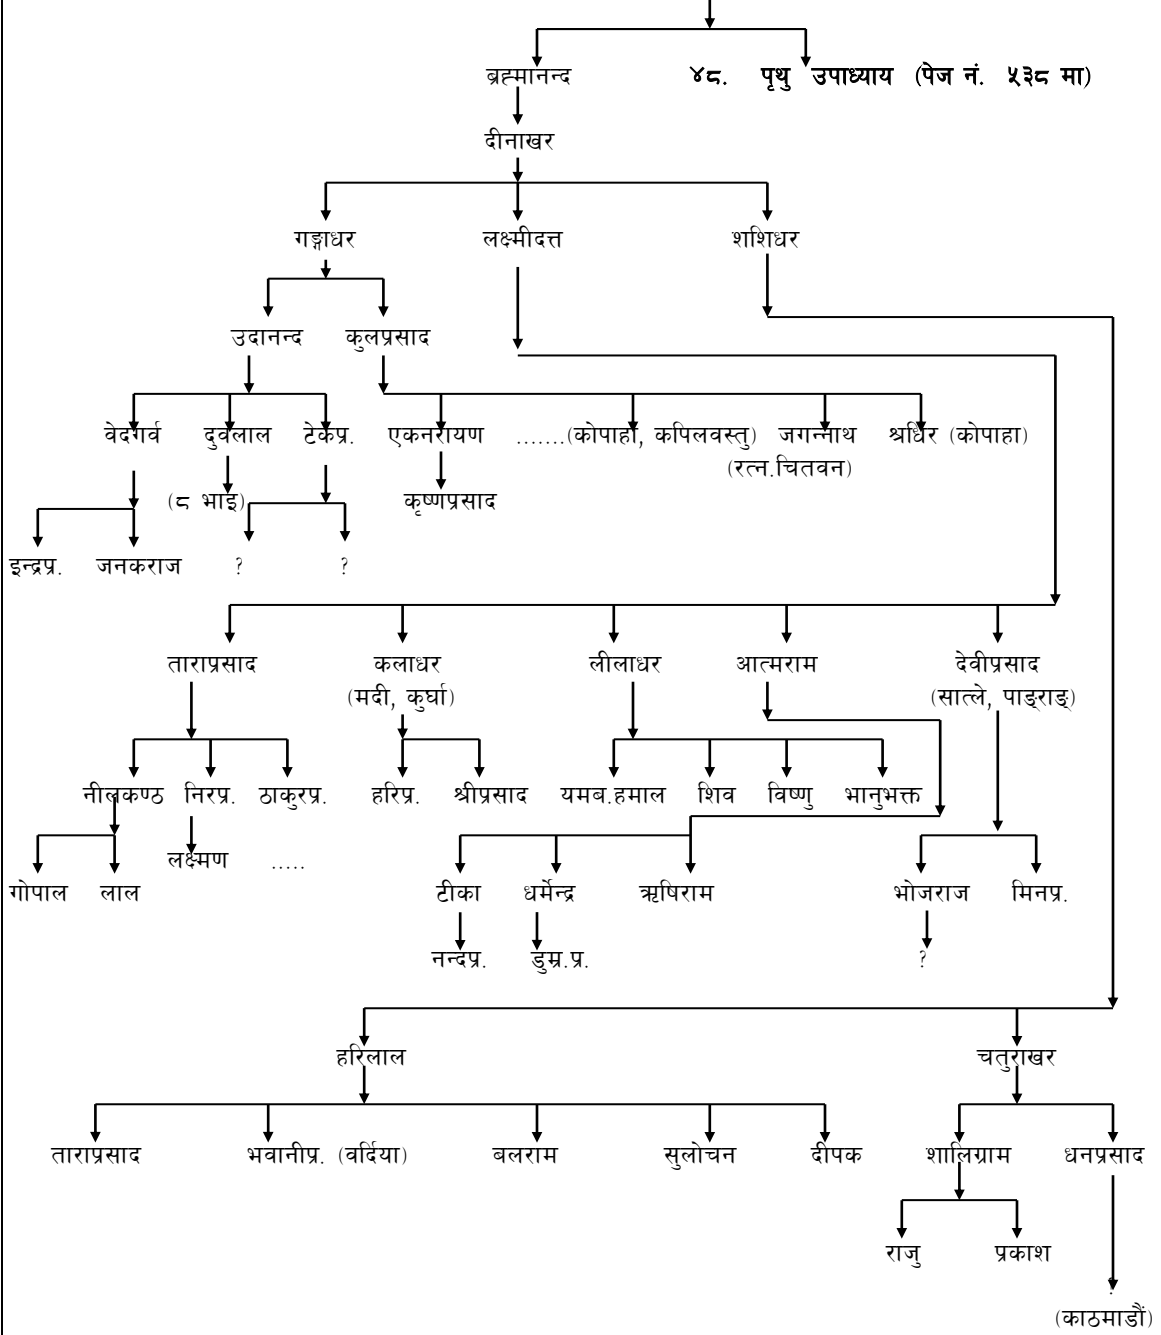 ब्रह्मानन्द ४८. पृथु उपाध्याय (पेज नं. ५३८ मा)
दीनाखर
गङ्गाधर लक्ष्मीदत्त शशिधर
उदानन्द कुलप्रसाद
वेदगर्व दुवलाल टेकप्र. एकनरायण .......(कोपाहा, कपिलवस्तु) जगन्नाथ श्रीधर (कोपाहा)
(रत्न.चितवन)
(८ भाइ) कृष्णप्रसाद
इन्द्रप्र. जनकराज ? ?
ताराप्रसाद कलाधर लीलाधर आत्मराम देवीप्रसाद
(मदी, कुर्घा) (सात्ले, पाङ्राङ्)
नीलकण्ठ निरप्र. ठाकुरप्र. हरिप्र. श्रीप्रसाद यमब.हमाल शिव विष्णु भानुभक्त
लक्ष्मण .....
गोपाल लाल टीका धर्मेन्द्र ऋषिराम भोजराज मिनप्र.
नन्दप्र. डुम्र.प्र. ?
हरिलाल चतुराखर
ताराप्रसाद भवानीप्र. (वर्दिया) बलराम सुलोचन दीपक शालिग्राम धनप्रसाद
राजु प्रकाश
?
(काठमाडौं)